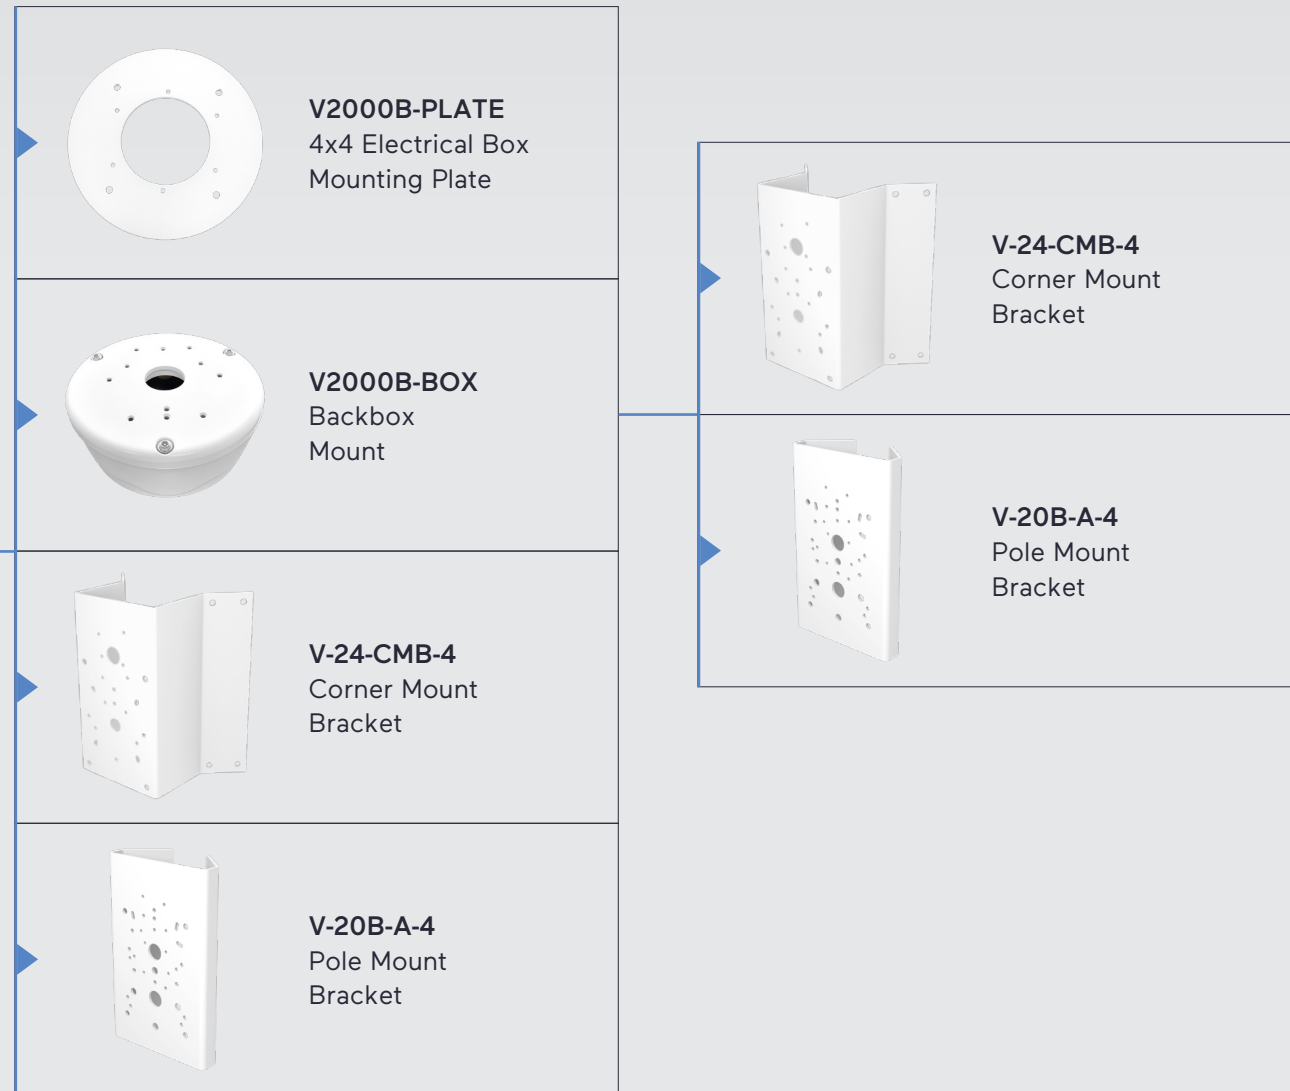 V2000B-PLATE
4x4 Electrical Box
Mounting Plate
V2000B-BOX
Backbox
Mount
V-24-CMB-4
Corner Mount
Bracket
V-20B-A-4
Pole Mount
Bracket
V-24-CMB-4
Corner Mount
Bracket
V-20B-A-4
Pole Mount
Bracket